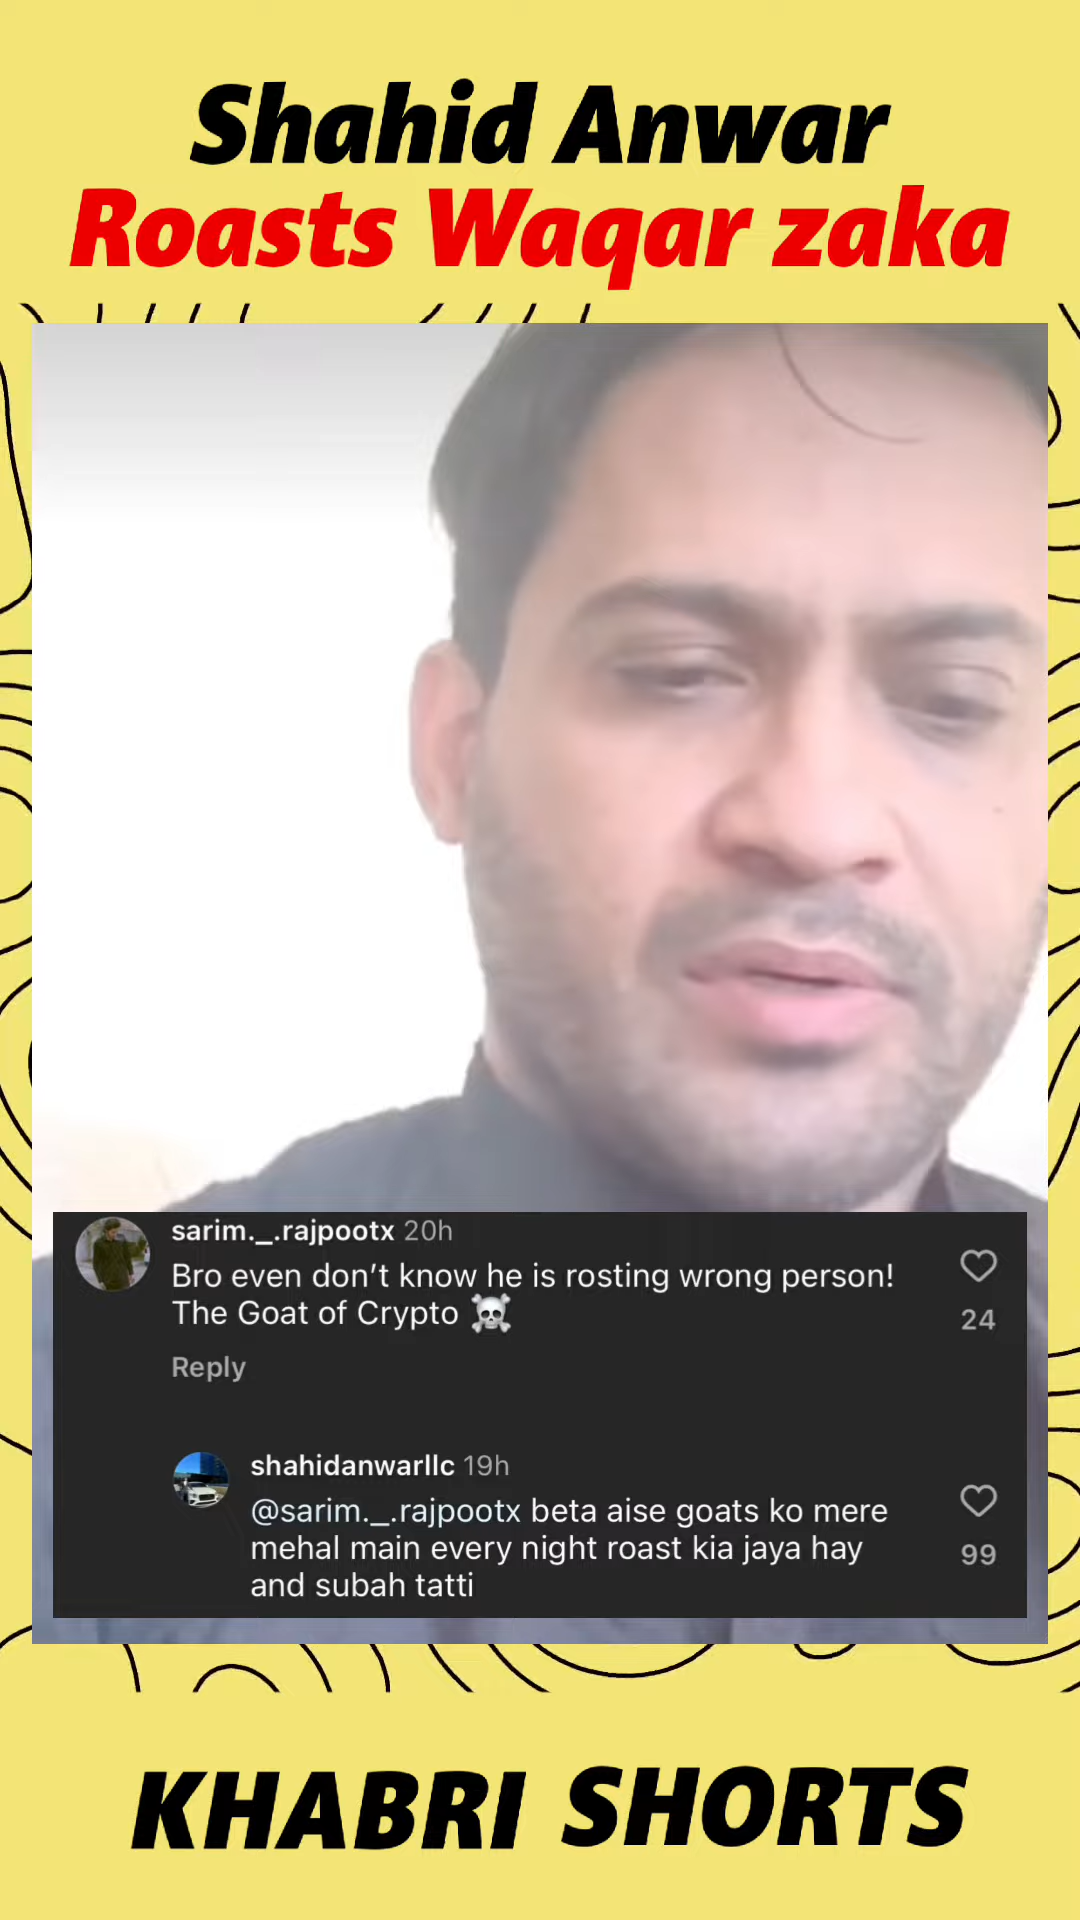 Shahid Anwar
Roasts Waqar zaka
sarim._.rajpootx 20h
Bro even don't know he is rosting wrong person!
The Goat of Crypto ☠️
24
Reply
shahidanwarllc 19h
@sarim._.rajpootx beta aise goats ko mere
mehal main every night roast kia jaya hay
and subah tatti
99
KHABRI SHORTS